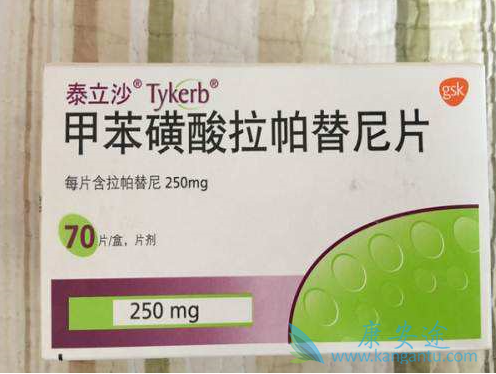 泰立沙® Tykerb®
gsk
甲苯磺酸拉帕替尼片
每片含拉帕替尼 250mg
70片/盒，片剂
250 mg
康安途
www.kangantu.com